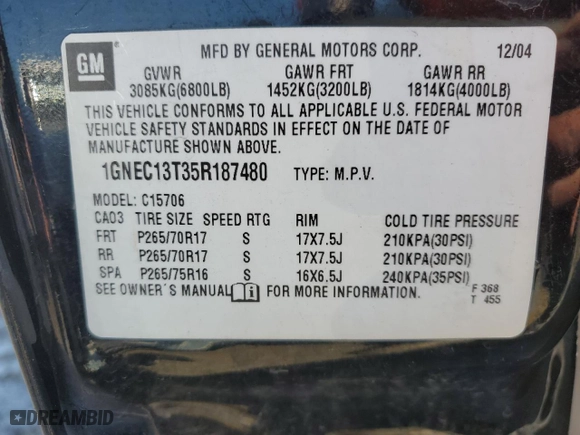 GM
MFD BY GENERAL MOTORS CORP. 12/04
GVWR GAWR FRT GAWR RR
3085KG(6800LB) 1452KG(3200LB) 1814KG(4000LB)
THIS VEHICLE CONFORMS TO ALL APPLICABLE U.S. FEDERAL MOTOR
VEHICLE SAFETY STANDARDS IN EFFECT ON THE DATE OF
MANUFACTURE SHOWN ABOVE.
1GNEC13T35R187480 TYPE: M.P.V.
MODEL: C15706
CA03 TIRE SIZE SPEED RTG RIM COLD TIRE PRESSURE
FRT P265/70R17 S 17X7.5J 210KPA(30PSI)
RR P265/70R17 S 17X7.5J 210KPA(30PSI)
SPA P265/75R16 S 16X6.5J 240KPA(35PSI)
SEE OWNER'S MANUAL FOR MORE INFORMATION.
F 368
T 455
DREAMBID